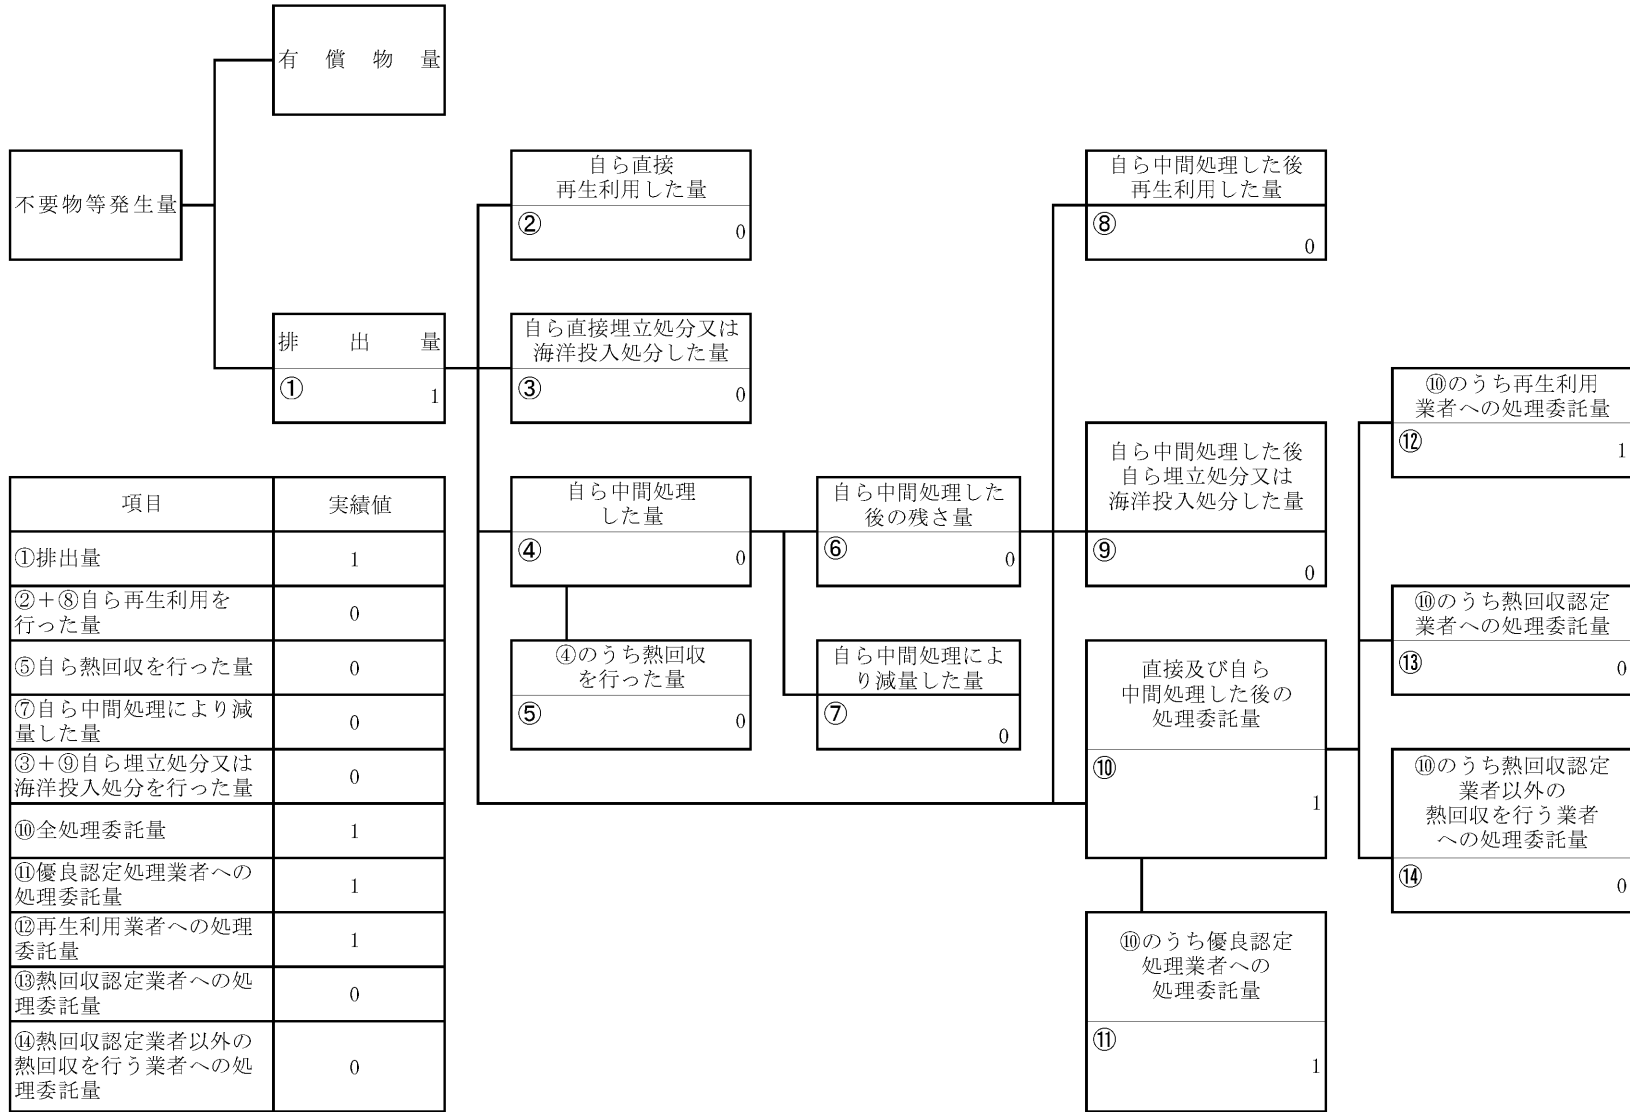 有償物量
不要物等発生量
排出量
①
1
自ら直接
再生利用した量
②
0
自ら直接埋立処分又は
海洋投入処分した量
③
0
自ら中間処理
した量
④
0
④のうち熱回収
を行った量
⑤
0
自ら中間処理した
後の残さ量
⑥
0
自ら中間処理によ
り減量した量
⑦
0
自ら中間処理した後
再生利用した量
⑧
0
自ら中間処理した後
自ら埋立処分又は
海洋投入処分した量
⑨
0
直接及び自ら
中間処理した後の
処理委託量
⑩
1
⑩のうち優良認定
処理業者への
処理委託量
⑪
1
⑩のうち再生利用
業者への処理委託量
⑫
1
⑩のうち熱回収認定
業者への処理委託量
⑬
0
⑩のうち熱回収認定
業者以外の
熱回収を行う業者
への処理委託量
⑭
0
項目 実績値
①排出量 1
②+⑧自ら再生利用を
行った量 0
⑤自ら熱回収を行った量 0
⑦自ら中間処理により減
量した量 0
③+⑨自ら埋立処分又は
海洋投入処分を行った量 0
⑩全処理委託量 1
⑪優良認定処理業者への
処理委託量 1
⑫再生利用業者への処理
委託量 1
⑬熱回収認定業者への処
理委託量 0
⑭熱回収認定業者以外の
熱回収を行う業者への処 0
理委託量